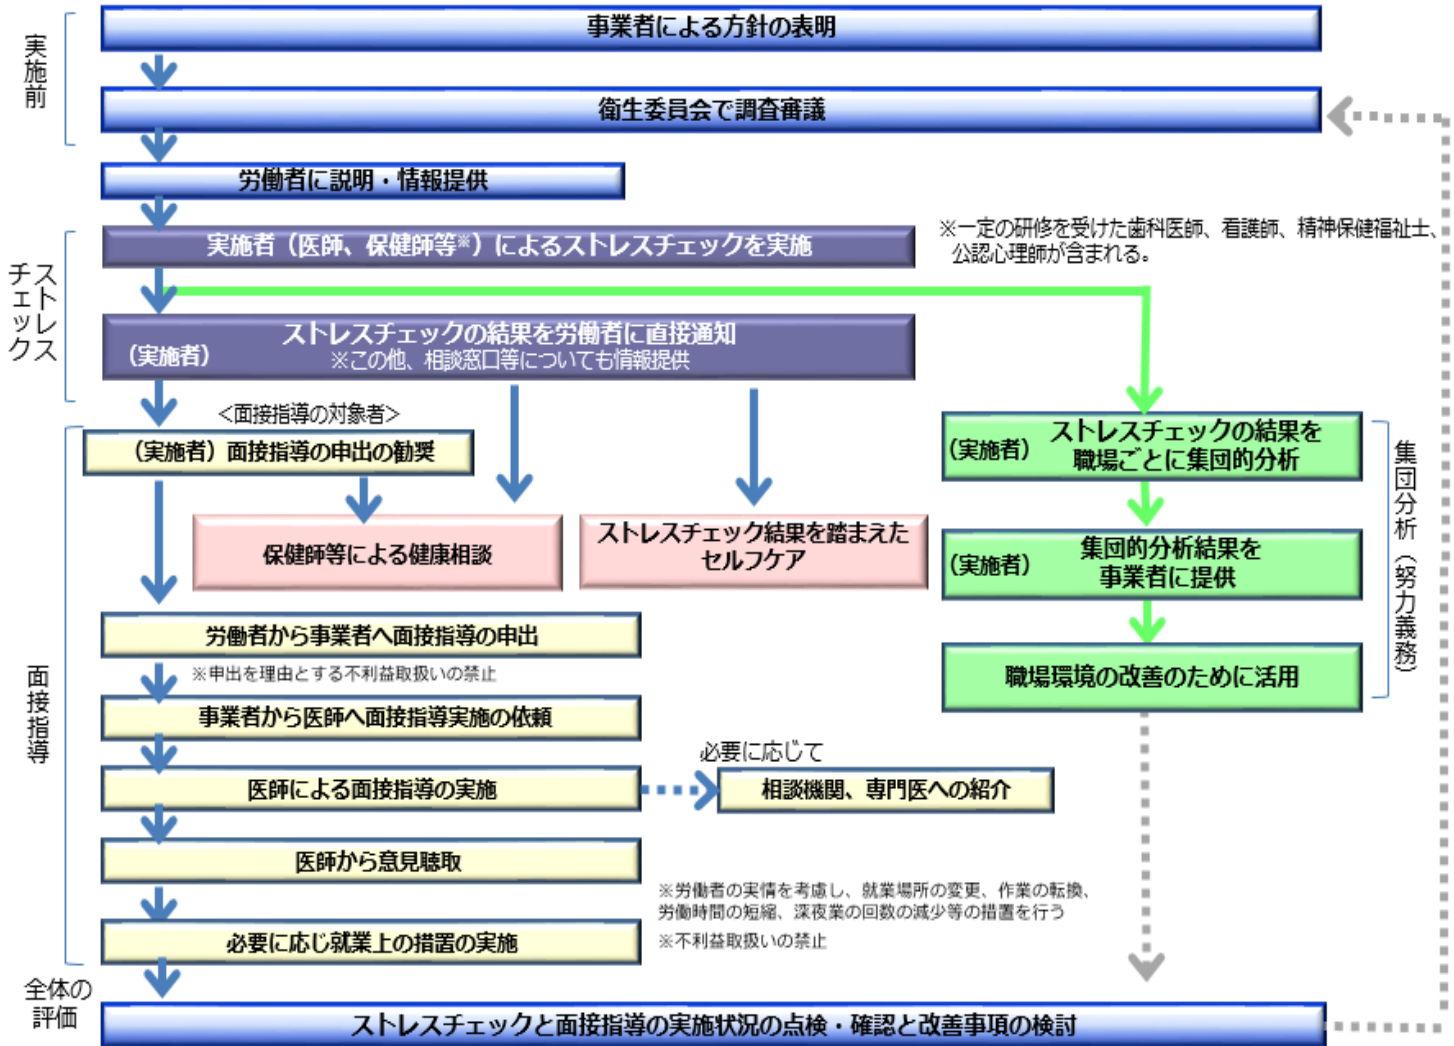 実施前
事業者による方針の表明
衛生委員会で調査審議
労働者に説明・情報提供
ストレス
チェック
実施者（医師、保健師等※）によるストレスチェックを実施
※一定の研修を受けた歯科医師、看護師、精神保健福祉士、
公認心理師が含まれる。
ストレスチェックの結果を労働者に直接通知
（実施者）
※この他、相談窓口等についても情報提供
面接指導
＜面接指導の対象者＞
（実施者）面接指導の申出の勧奨
保健師等による健康相談
ストレスチェック結果を踏まえた
セルフケア
労働者から事業者へ面接指導の申出
※申出を理由とする不利益取扱いの禁止
事業者から医師へ面接指導実施の依頼
医師による面接指導の実施
必要に応じて
相談機関、専門医への紹介
医師から意見聴取
※労働者の実情を考慮し、就業場所の変更、作業の転換、
労働時間の短縮、深夜業の回数の減少等の措置を行う
※不利益取扱いの禁止
必要に応じ就業上の措置の実施
集団分析（努力義務）
（実施者）
ストレスチェックの結果を
職場ごとに集団的分析
（実施者）
集団的分析結果を
事業者に提供
職場環境の改善のために活用
全体の
評価
ストレスチェックと面接指導の実施状況の点検・確認と改善事項の検討